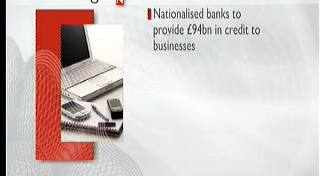 Nationalised banks to
provide £94bn in credit to
businesses